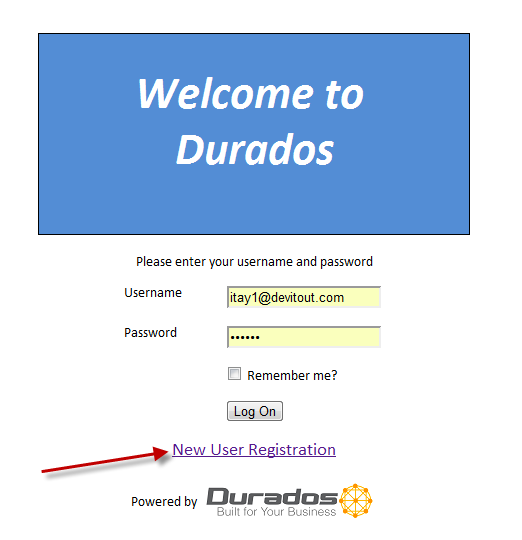 Welcome to
Durados
Please enter your username and password
Username
itay1@devitout.com
Password
••••••
Remember me?
Log On
New User Registration
Powered by
Durados
Built for Your Business